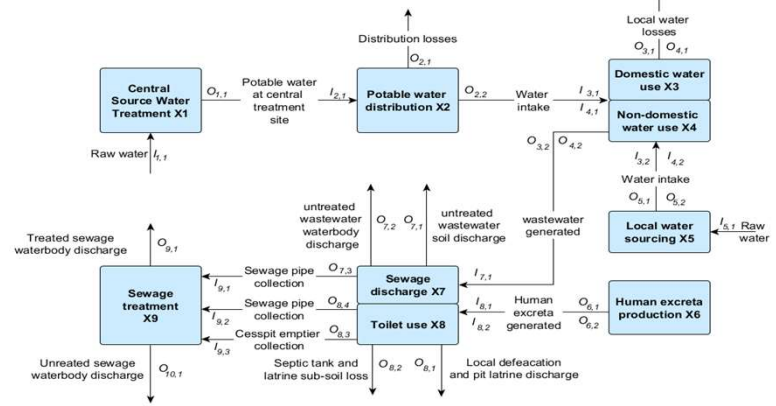 Local water
losses
O3,1 O4,1
Distribution losses
O2,1
Central
Source Water
Treatment X1
O1,1
Potable water
at central
treatment
site
I2,1
Potable water
distribution X2
O2,2
Water
intake
I3,1
I4,1
Domestic water
use X3
Non-domestic
water use X4
Raw water I1,1
O3,2 O4,2
I3,2 I4,2
Water intake
O5,1 O5,2
Local water
sourcing X5
I5,1 Raw
water
untreated
wastewater
waterbody
discharge
O7,2 O7,1
untreated
wastewater
soil discharge
wastewater
generated
Treated sewage
waterbody discharge
O9,1
Sewage
treatment
X9
I9,1
Sewage pipe
collection
O7,3
Sewage
discharge X7
I7,1
I9,2
Sewage pipe
collection
O8,4
Toilet use X8
I8,1
I8,2
Human
excreta
generated
O6,1
O6,2
Human excreta
production X6
I9,3
Cesspit emptier
collection
O8,3
Unreated sewage
waterbody discharge
O10,1
Septic tank and
latrine sub-soil loss
O8,2 O8,1
Local defeacation
and pit latrine discharge